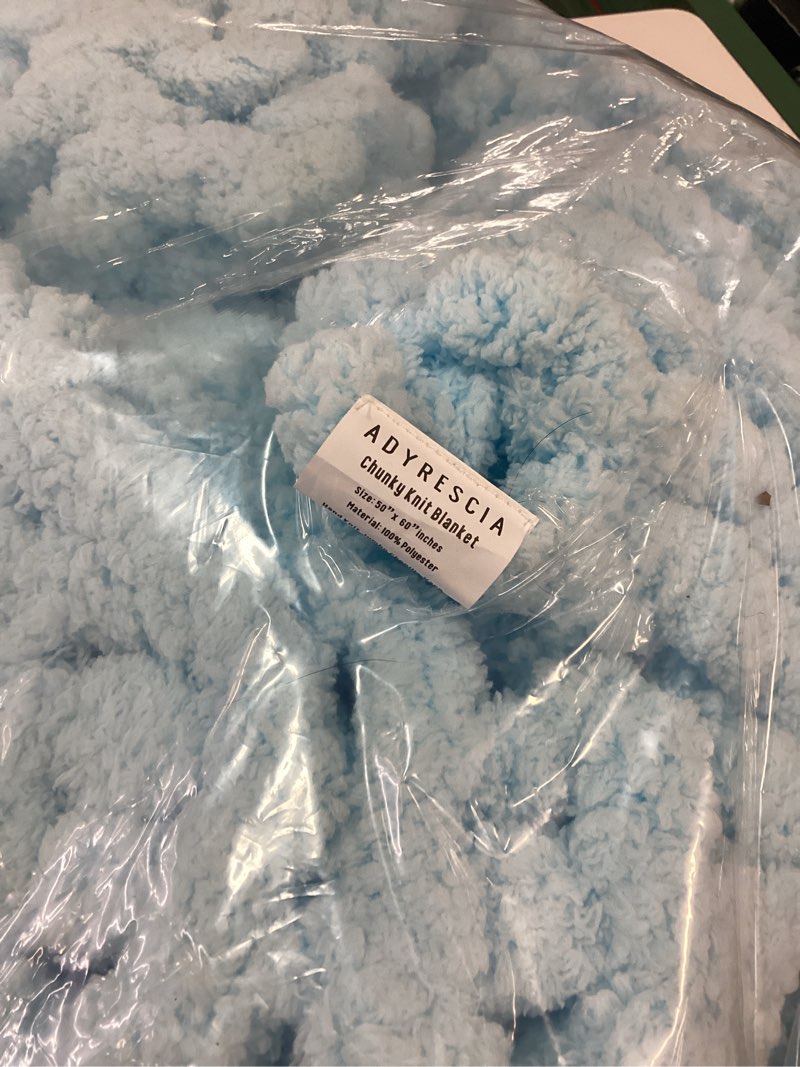 ADYRESCIA
Chunky Knit Blanket
Size: 50" x 60" Inches
Material: 100% Polyester